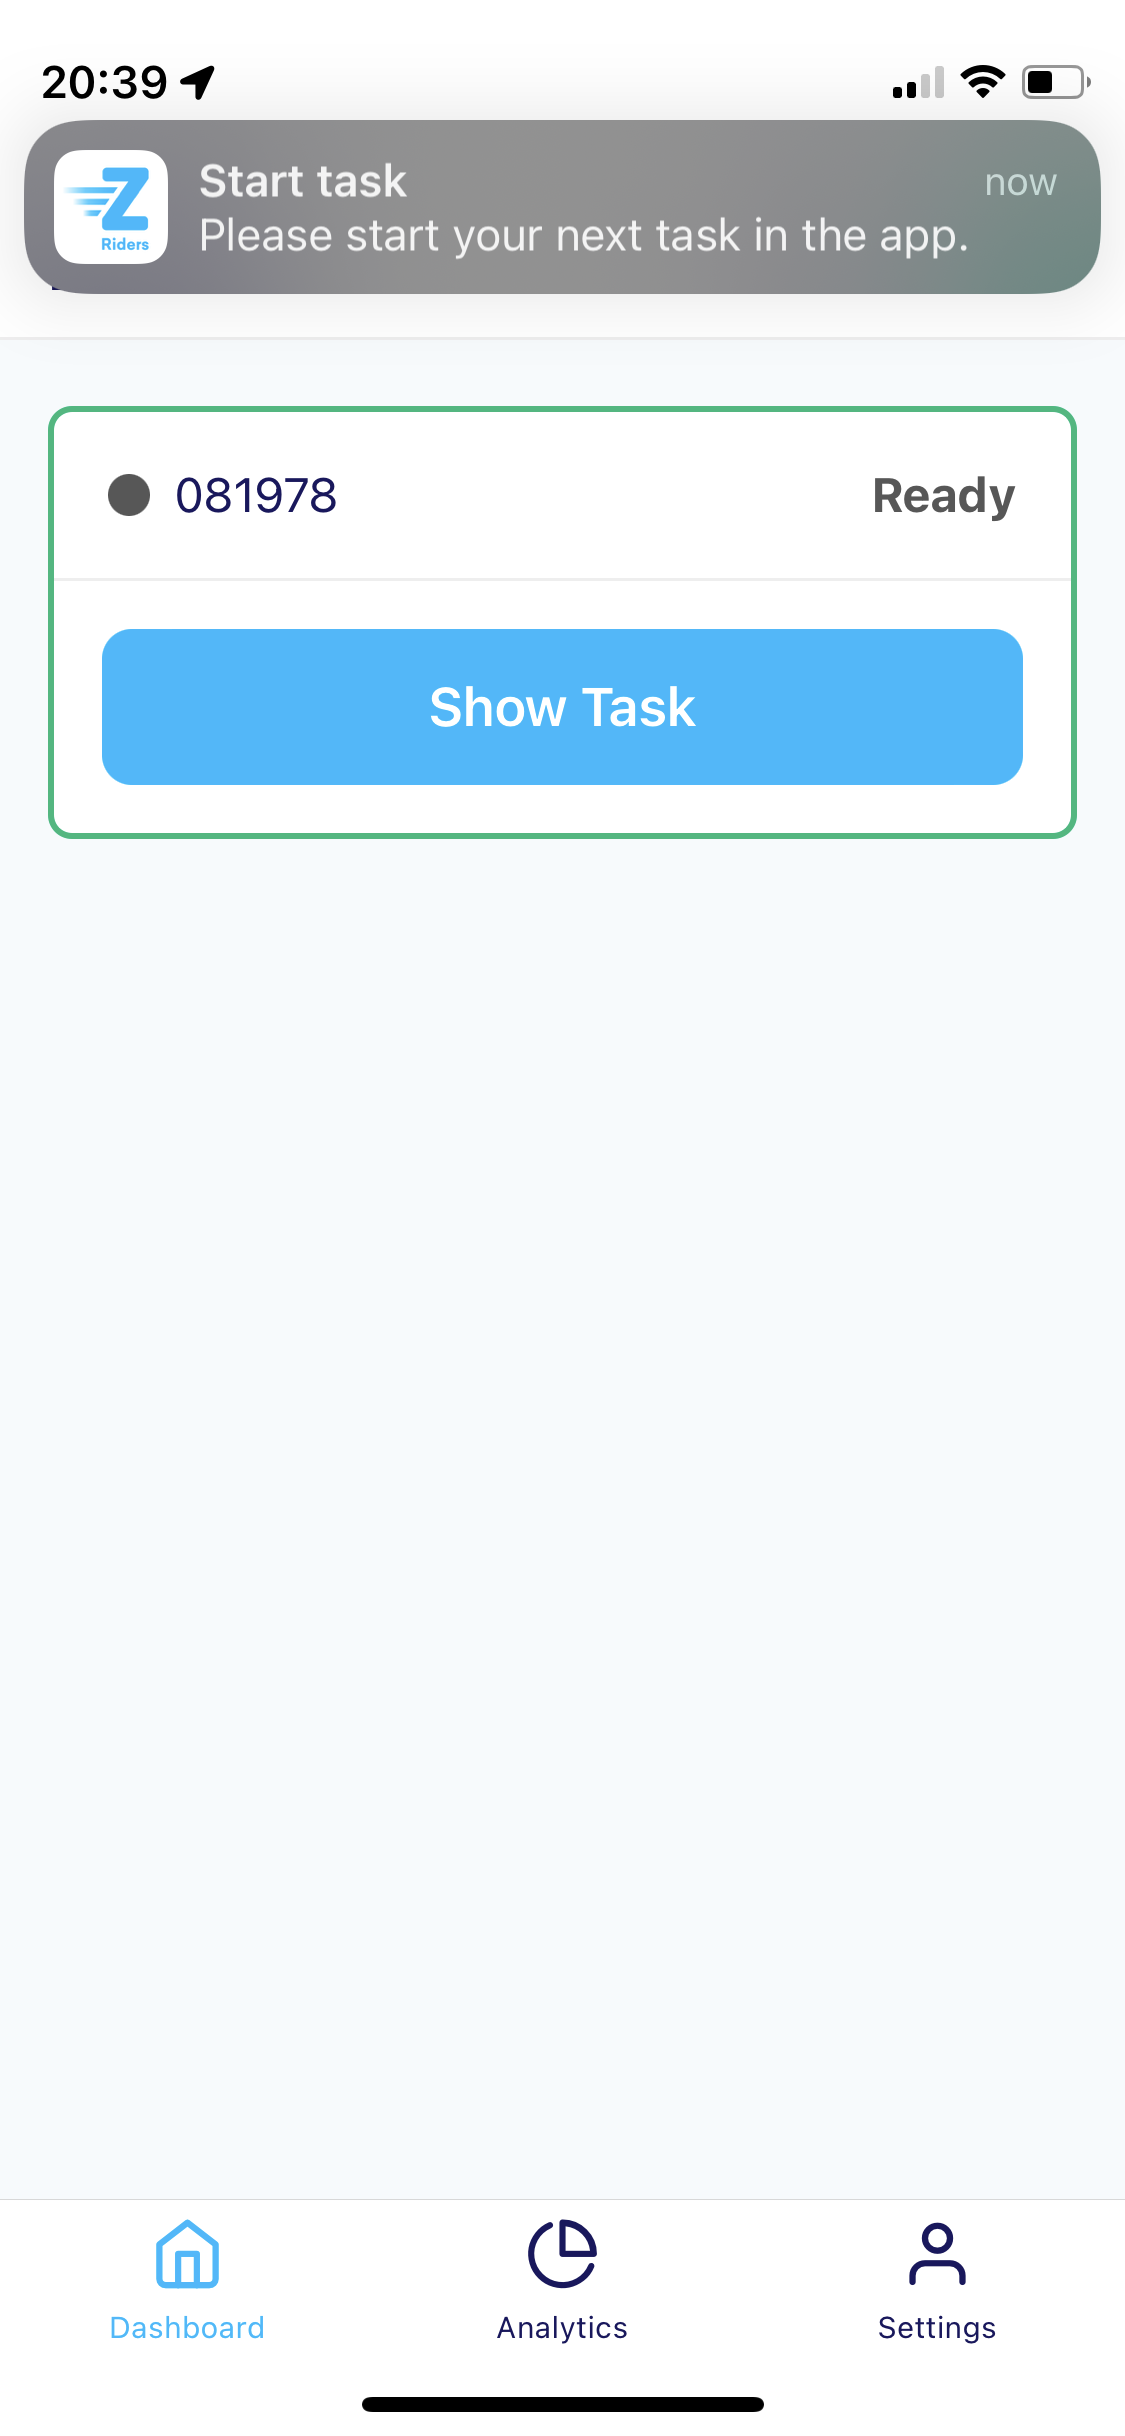 20:39
Start task
now
Please start your next task in the app.
Z
Riders
081978
Ready
Show Task
Dashboard
Analytics
Settings